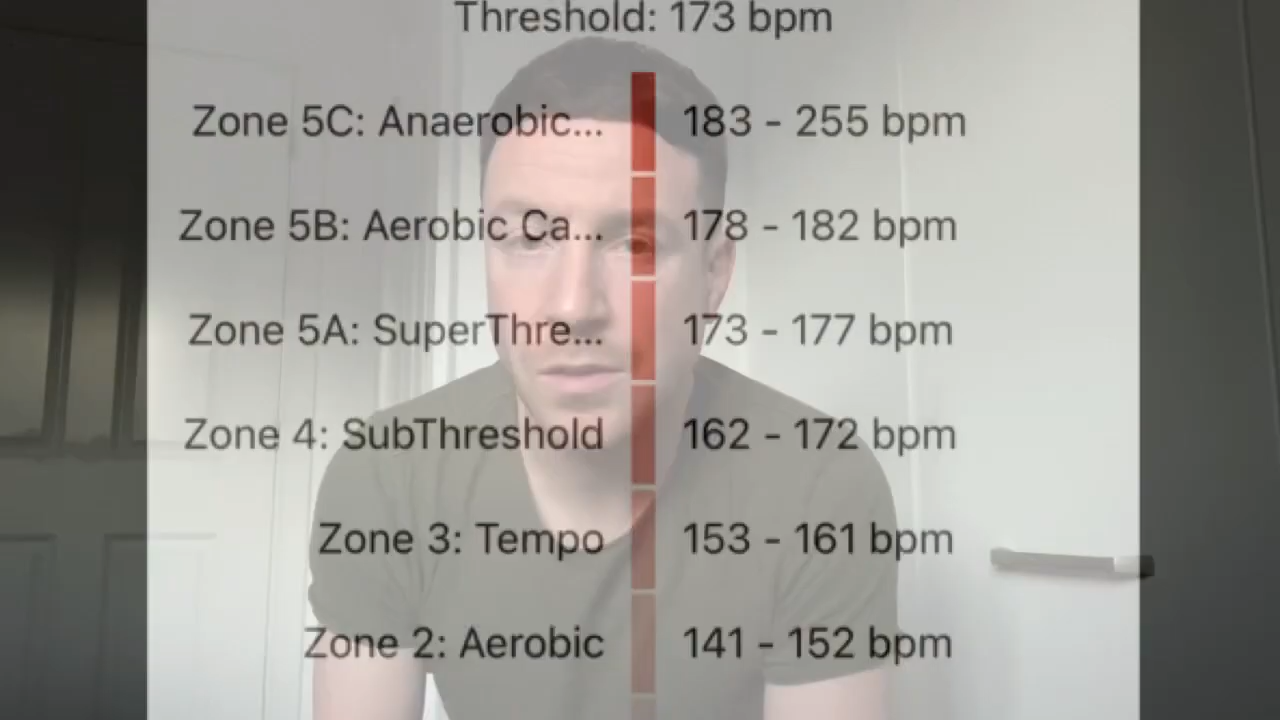 Threshold: 173 bpm
Zone 5C: Anaerobic... 183 - 255 bpm
Zone 5B: Aerobic Ca... 178 - 182 bpm
Zone 5A: SuperThre... 173 - 177 bpm
Zone 4: SubThreshold 162 - 172 bpm
Zone 3: Tempo 153 - 161 bpm
Zone 2: Aerobic 141 - 152 bpm